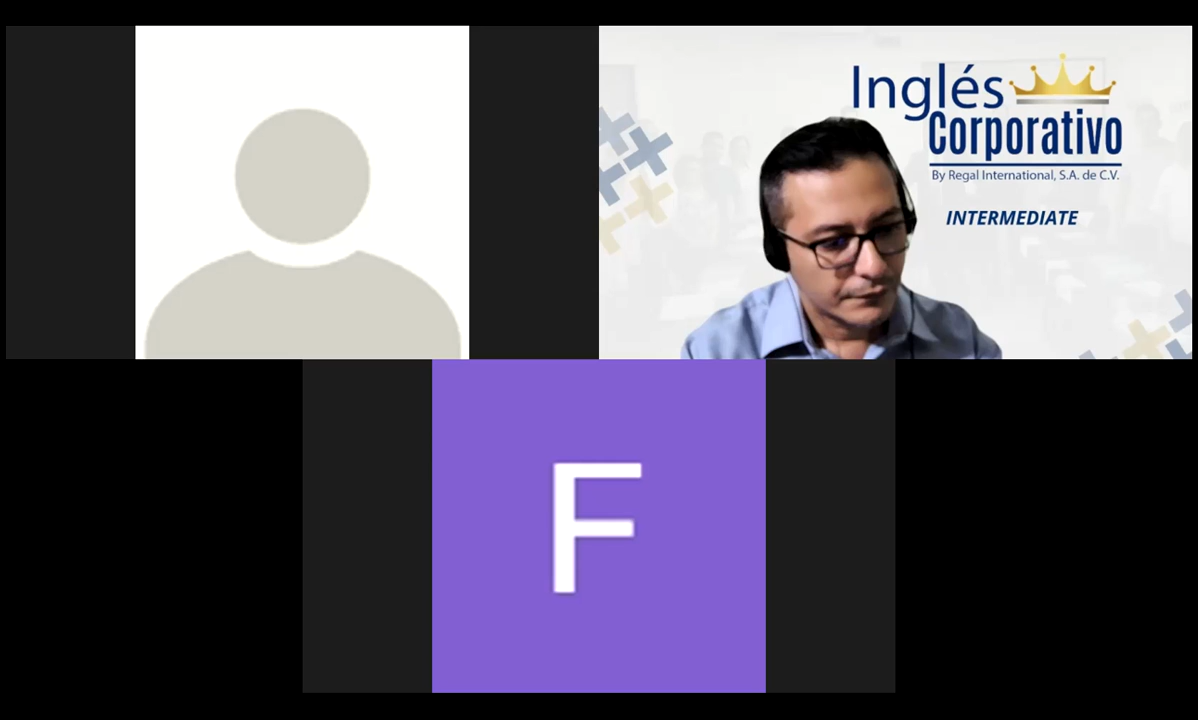 Inglés
Corporativo
By Regal International, S.A. de C.V.
INTERMEDIATE
F